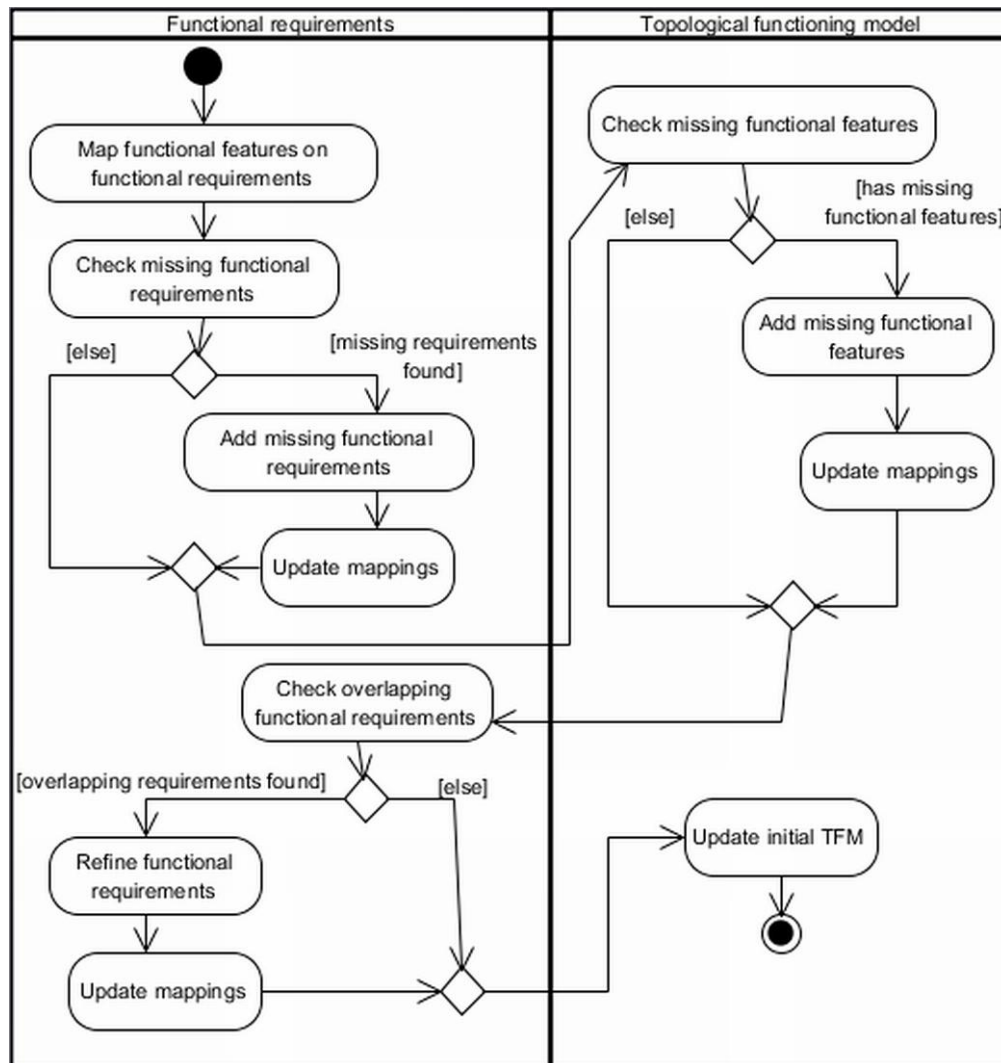 Functional requirements
Topological functioning model
Map functional features on
functional requirements
Check missing functional
requirements
[else]
[missing requirements
found]
Add missing functional
requirements
Update mappings
Check missing functional features
[else]
[has missing
functional features]
Add missing functional
features
Update mappings
Check overlapping
functional requirements
[overlapping requirements found]
[else]
Refine functional
requirements
Update mappings
Update initial TFM